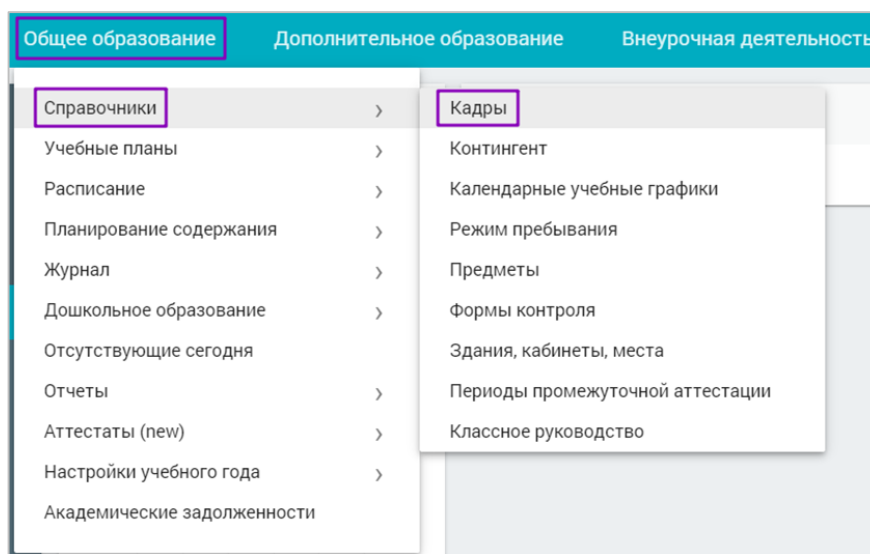 Общее образование
Дополнительное образование
Внеурочная деятельность
Справочники
Учебные планы
Расписание
Планирование содержания
Журнал
Дошкольное образование
Отсутствующие сегодня
Отчеты
Аттестаты (new)
Настройки учебного года
Академические задолженности
Кадры
Контингент
Календарные учебные графики
Режим пребывания
Предметы
Формы контроля
Здания, кабинеты, места
Периоды промежуточной аттестации
Классное руководство